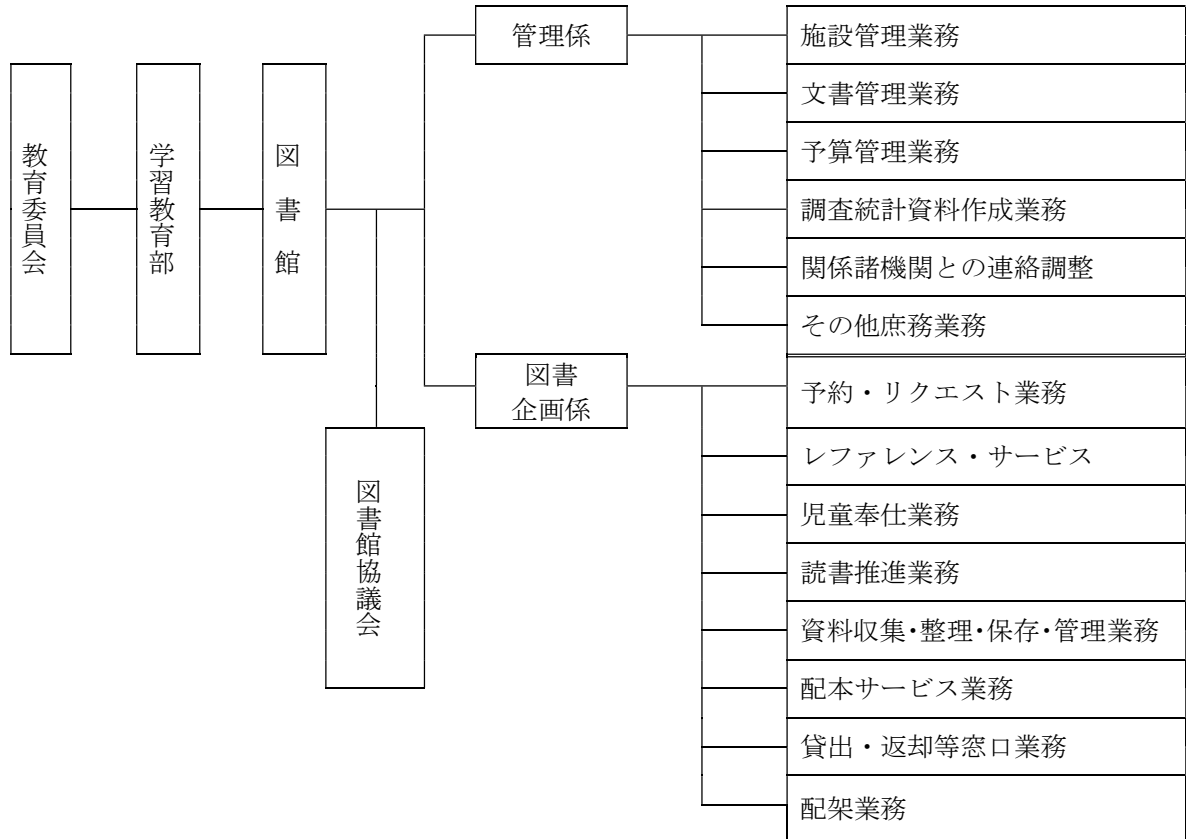 教育委員会
学習教育部
図書館
図書館協議会
管理係
施設管理業務
文書管理業務
予算管理業務
調査統計資料作成業務
関係諸機関との連絡調整
その他庶務業務
図書
企画係
予約・リクエスト業務
レファレンス・サービス
児童奉仕業務
読書推進業務
資料収集・整理・保存・管理業務
配本サービス業務
貸出・返却等窓口業務
配架業務